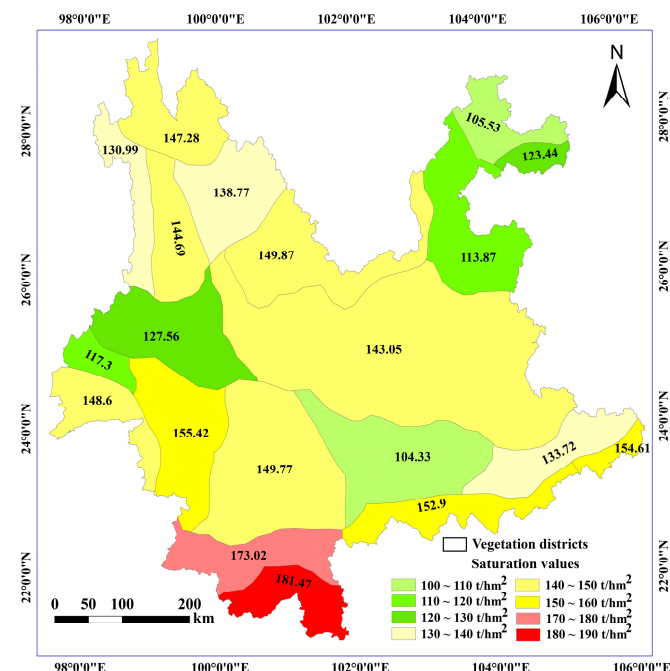 98°0'0"E 100°0'0"E 102°0'0"E 104°0'0"E 106°0'0"E
N
28°0'0"N
28°0'0"N
105.53
147.28
130.99
123.44
138.77
144.69
149.87
113.87
26°0'0"N
26°0'0"N
127.56
143.05
117.3
148.6
24°0'0"N
24°0'0"N
155.42
154.61
133.72
104.33
149.77
152.9
173.02
181.47
22°0'0"N
22°0'0"N
Vegetation districts
Saturation values
100 ~ 110 t/hm2 140 ~ 150 t/hm2
110 ~ 120 t/hm2 150 ~ 160 t/hm2
120 ~ 130 t/hm2 170 ~ 180 t/hm2
130 ~ 140 t/hm2 180 ~ 190 t/hm2
0 50 100 200
km
98°0'0"E 100°0'0"E 102°0'0"E 104°0'0"E 106°0'0"E